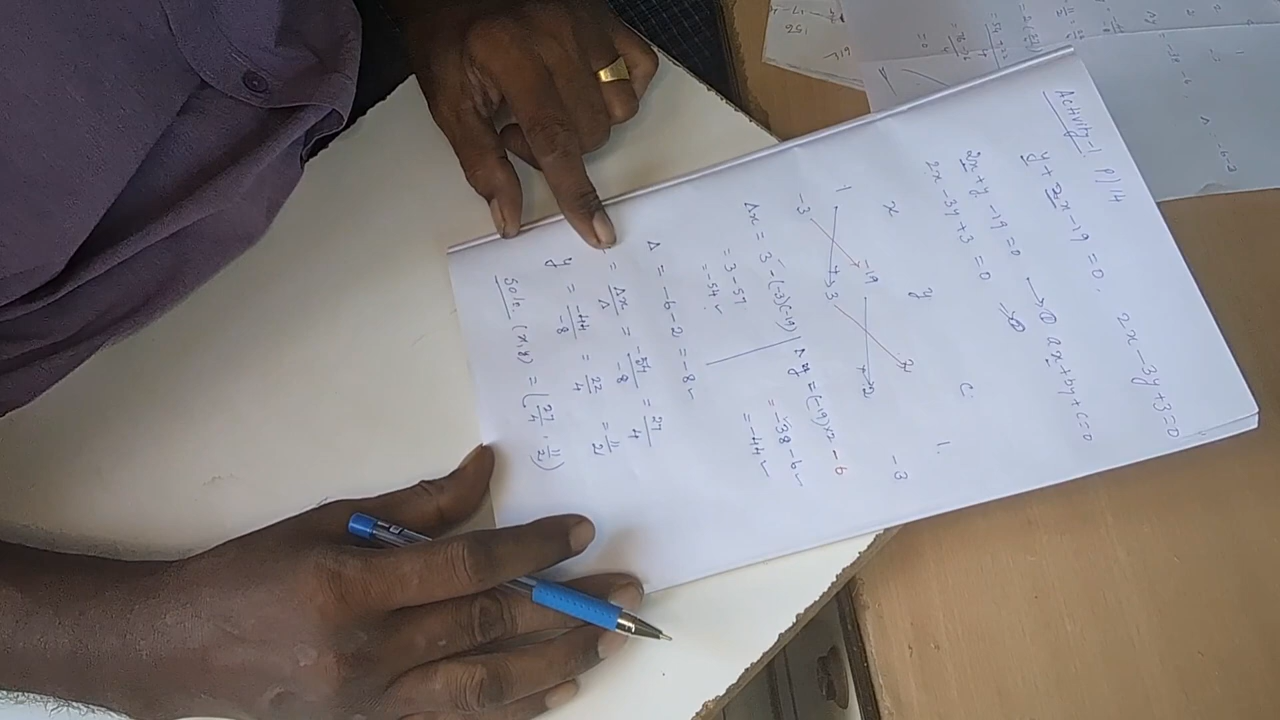 Activity-1 P/14
y + 2x - 19 = 0. 2x - 3y + 3 = 0
2x + y - 19 = 0 → ① ax + by + c = 0
2x - 3y + 3 = 0 → ②
x y c. 1.
1 -19 2 -3
-3 +3 2
Δx = 3 - (-3)(-19) | Δy = (-19)×2 - 6
= 3 - 57 = -38 - 6
= -54 = -44
Δ = -6 - 2 = -8
= Δx/Δ = -54/-8 = 27/4
y = -44/-8 = 22/4 = 11/2
Soln. (x,y) = (27/4, 11/2)